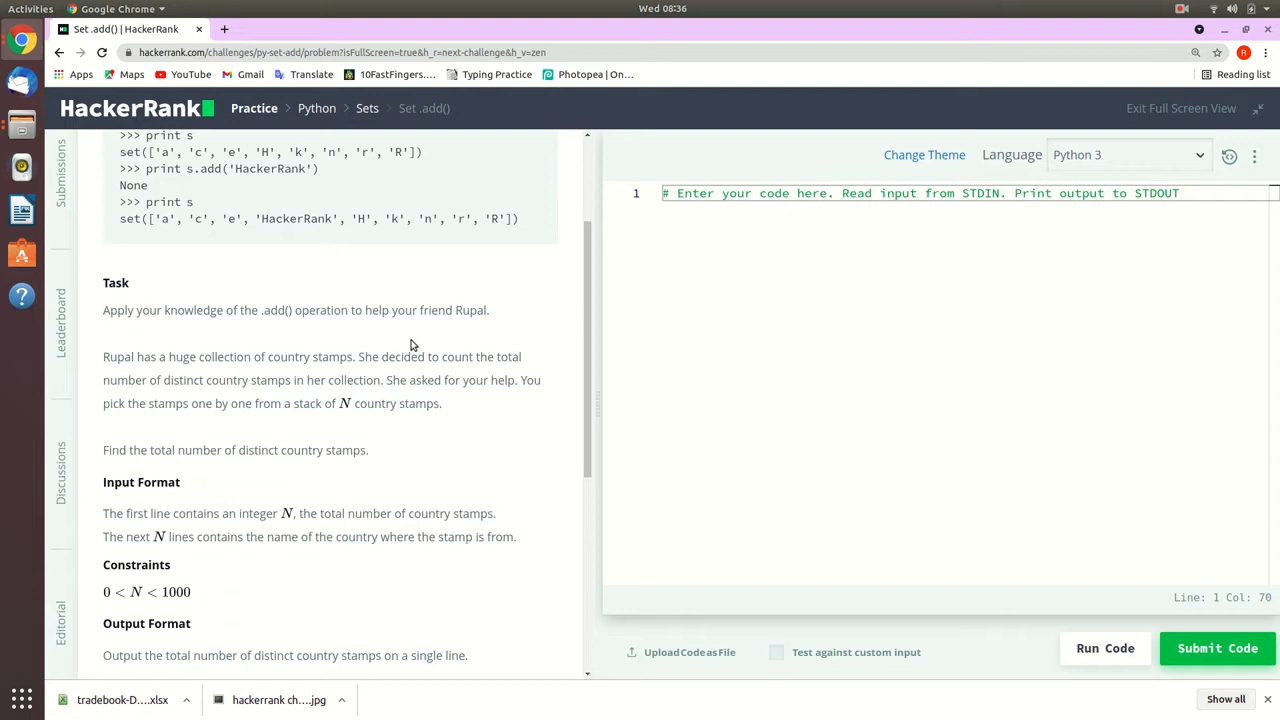 Activities
Google Chrome
Wed 08:36
Set .add() | HackerRank
hackerrank.com/challenges/py-set-add/problem?isFullScreen=true&h_r=next-challenge&h_v=zen
R
Apps
Maps
YouTube
Gmail
Translate
10FastFingers....
Typing Practice
Photopea | On...
Reading list
HackerRank
Practice
Python
Sets
Set .add()
Exit Full Screen View
Submissions
Leaderboard
Discussions
Editorial
>>> print s
set(['a', 'c', 'e', 'H', 'k', 'n', 'r', 'R'])
>>> print s.add('HackerRank')
None
>>> print s
set(['a', 'c', 'e', 'HackerRank', 'H', 'k', 'n', 'r', 'R'])
Task
Apply your knowledge of the .add() operation to help your friend Rupal.
Rupal has a huge collection of country stamps. She decided to count the total
number of distinct country stamps in her collection. She asked for your help. You
pick the stamps one by one from a stack of N country stamps.
Find the total number of distinct country stamps.
Input Format
The first line contains an integer N, the total number of country stamps.
The next N lines contains the name of the country where the stamp is from.
Constraints
0 < N < 1000
Output Format
Output the total number of distinct country stamps on a single line.
Change Theme
Language
Python 3
1
# Enter your code here. Read input from STDIN. Print output to STDOUT
Line: 1 Col: 70
Upload Code as File
Test against custom input
Run Code
Submit Code
tradebook-D....xlsx
hackerrank ch....jpg
Show all